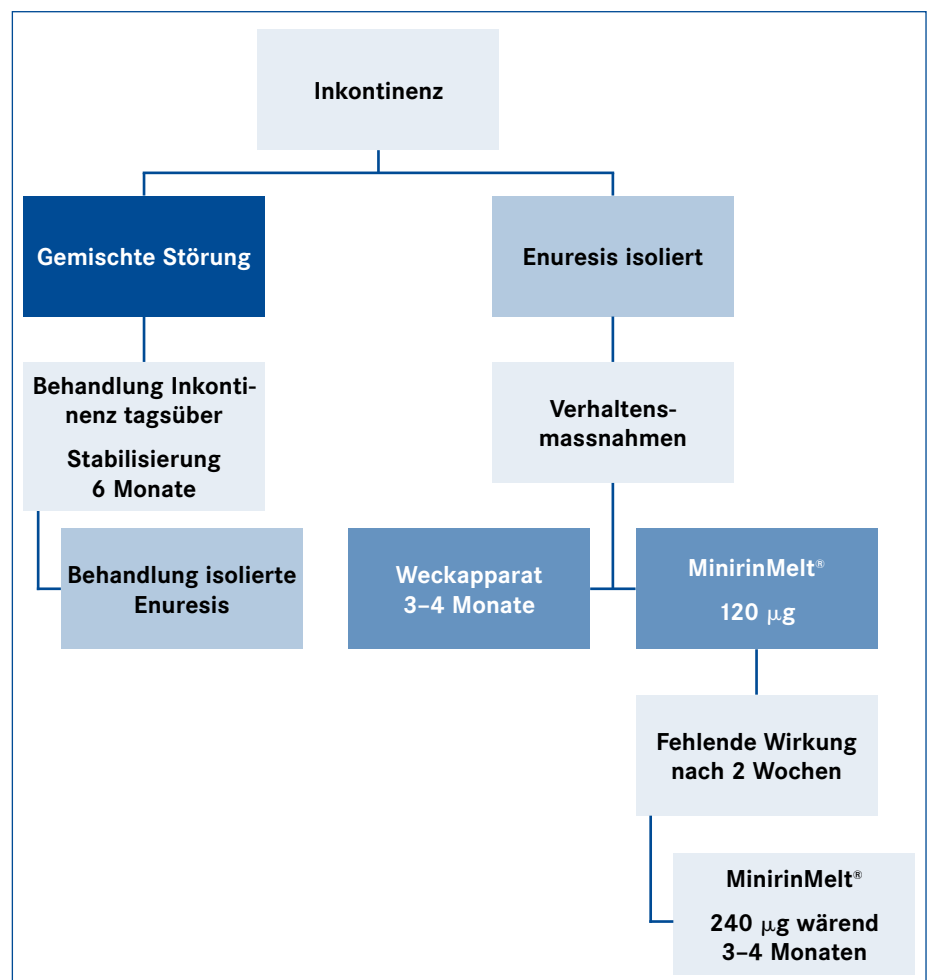 Inkontinenz
Gemischte Störung
Enuresis isoliert
Behandlung Inkonti-
nenz tagsüber
Stabilisierung
6 Monate
Verhaltens-
massnahmen
Behandlung isolierte
Enuresis
Weckapparat
3–4 Monate
MinirinMelt®
120 µg
Fehlende Wirkung
nach 2 Wochen
MinirinMelt®
240 µg wärend
3–4 Monaten